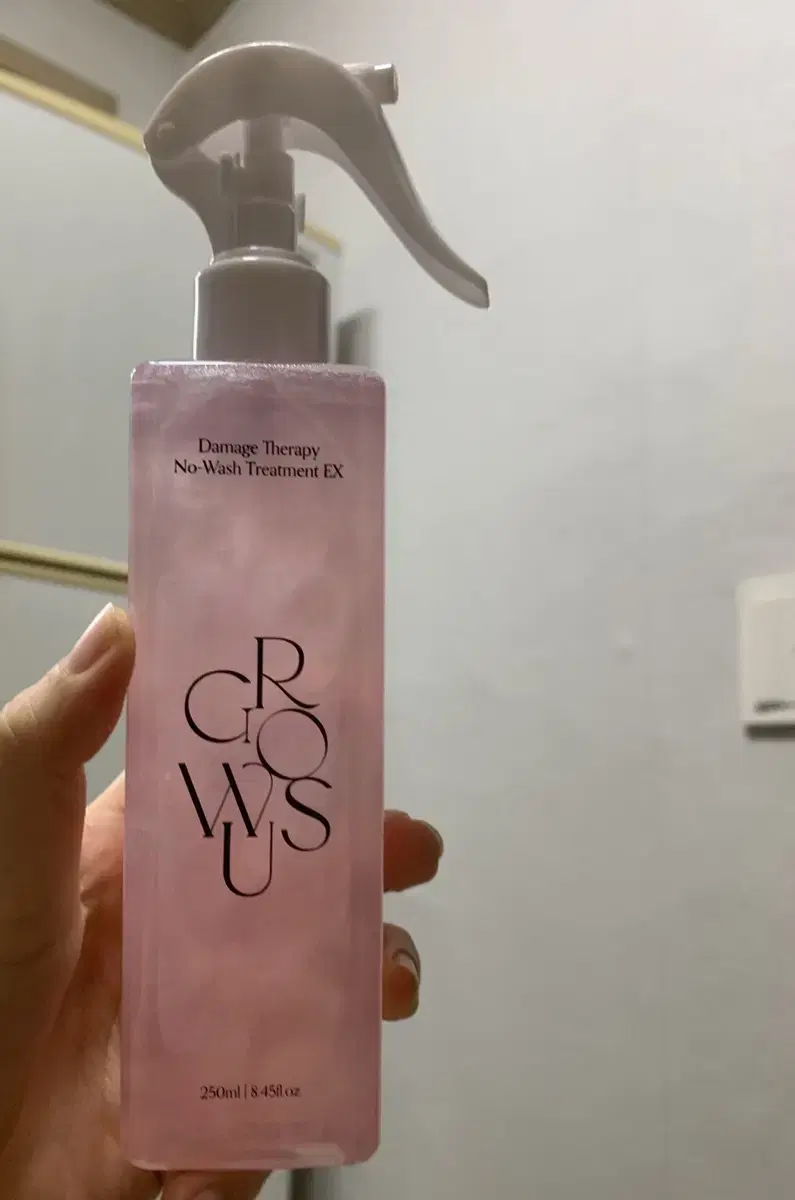 Damage Therapy
No-Wash Treatment EX
GROWUS
250ml | 8.45fl.oz